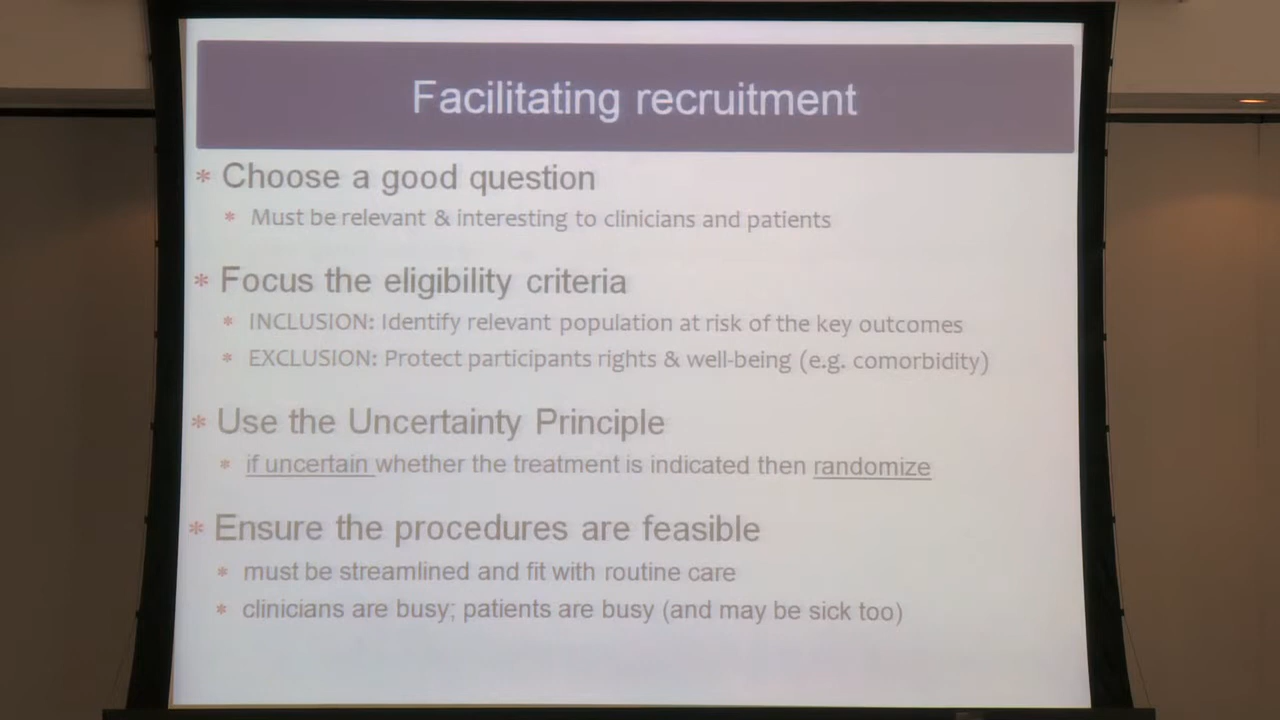 Facilitating recruitment
* Choose a good question
* Must be relevant & interesting to clinicians and patients
* Focus the eligibility criteria
* INCLUSION: Identify relevant population at risk of the key outcomes
* EXCLUSION: Protect participants rights & well-being (e.g. comorbidity)
* Use the Uncertainty Principle
* if uncertain whether the treatment is indicated then randomize
* Ensure the procedures are feasible
* must be streamlined and fit with routine care
* clinicians are busy; patients are busy (and may be sick too)